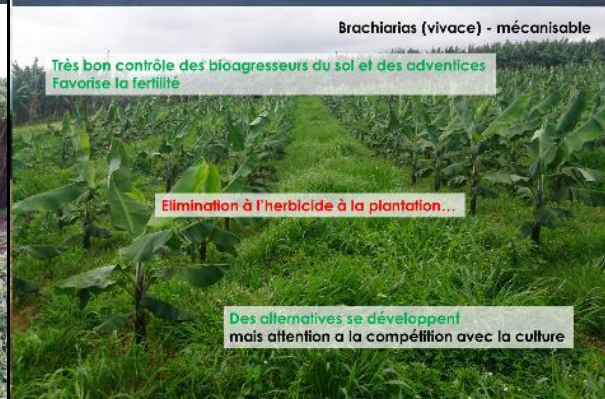 Brachiarias (vivace) - mécanisable
Très bon contrôle des bioagresseurs du sol et des adventices
Favorise la fertilité
Elimination à l'herbicide à la plantation…
Des alternatives se développent
mais attention a la compétition avec la culture